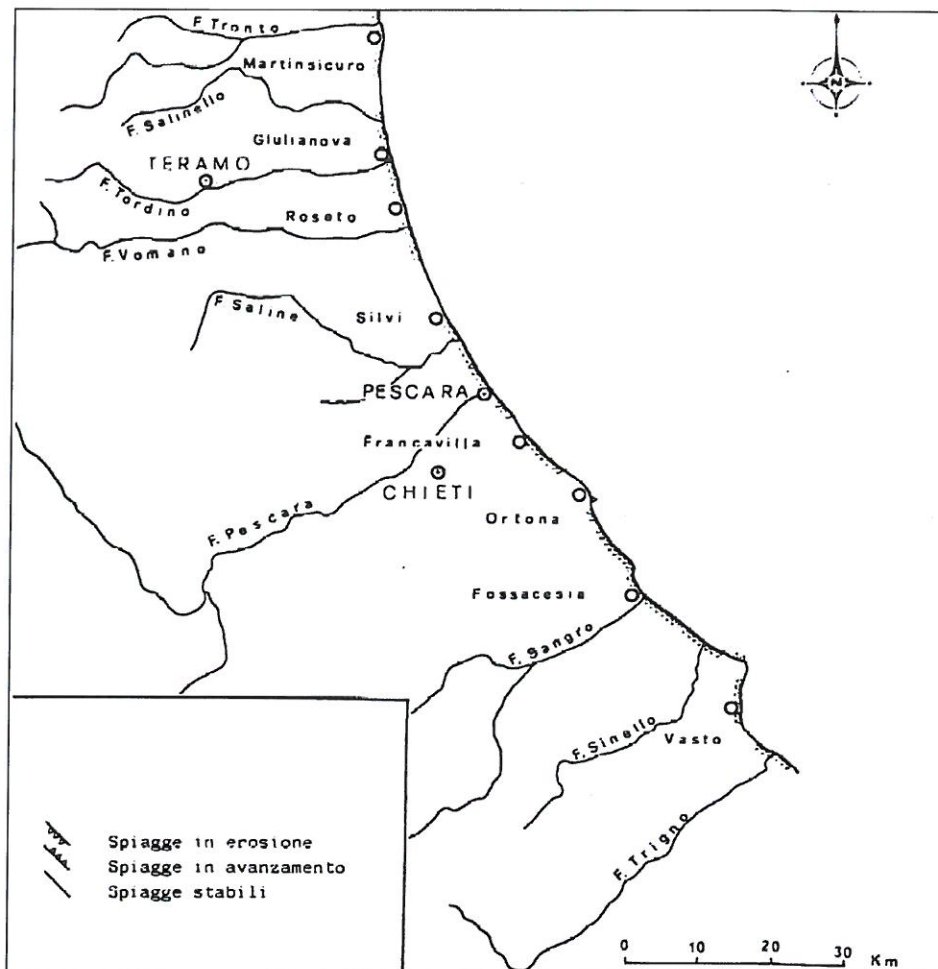 F. Tronto
Martinsicuro
F. Salinello
Giulianova
TERAMO
F. Tordino
Roseto
F. Vomano
F Saline
Silvi
PESCARA
Francavilla
CHIETI
F. Pescara
Ortona
Fossacesia
F. Sangro
F. Sinello
Vasto
F. Trigno
Spiagge in erosione
Spiagge in avanzamento
Spiagge stabili
0 10 20 30 Km
N